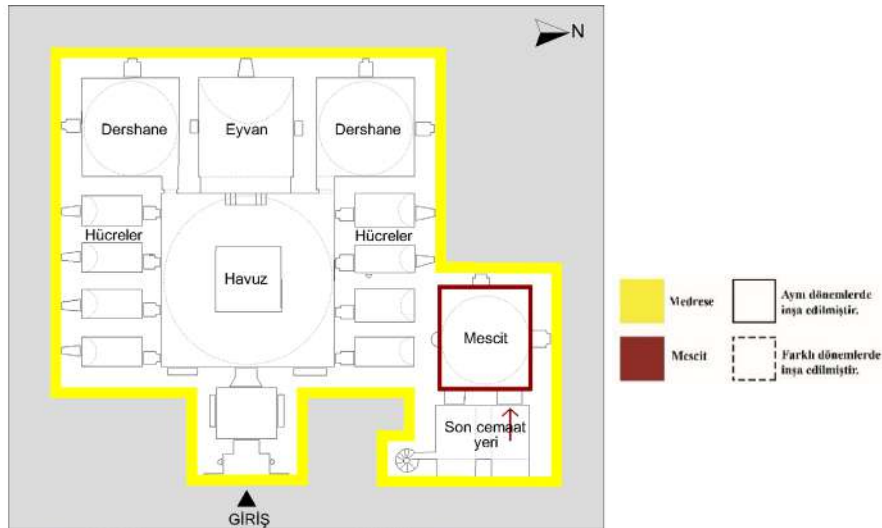 N
Dershane
Eyvan
Dershane
Hücreler
Hücreler
Havuz
Mescit
Son cemaat
yeri
GİRİŞ
Medrese
Aynı dönemlerde
inşa edilmiştir.
Mescit
Farklı dönemlerde
inşa edilmiştir.